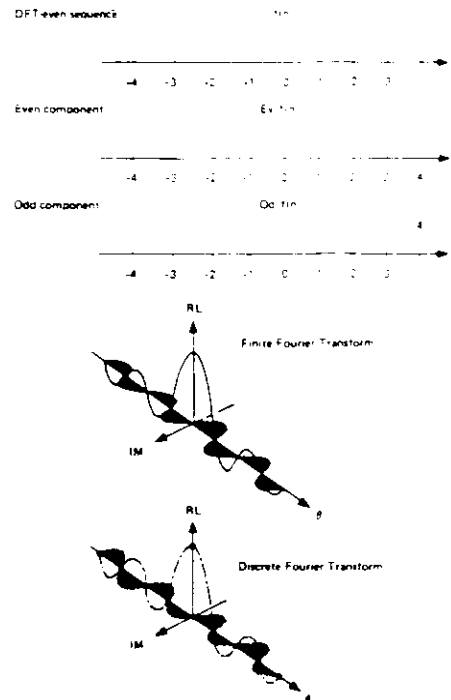 DFT-even sequence
-4 -3 -2 -1 0 1 2 3
Even component
-4 -3 -2 -1 0 1 2 3 4
Odd component
4
-4 -3 -2 -1 0 1 2 3 4
RL
Finite Fourier Transform
IM
θ
RL
Discrete Fourier Transform
IM